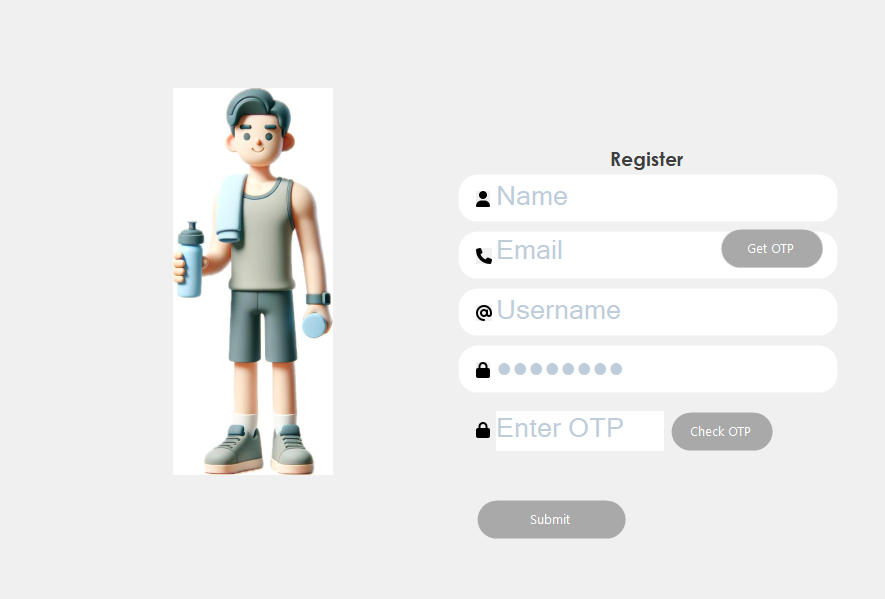 Register
Name
Email
Get OTP
Username
●●●●●●●●
Enter OTP
Check OTP
Submit